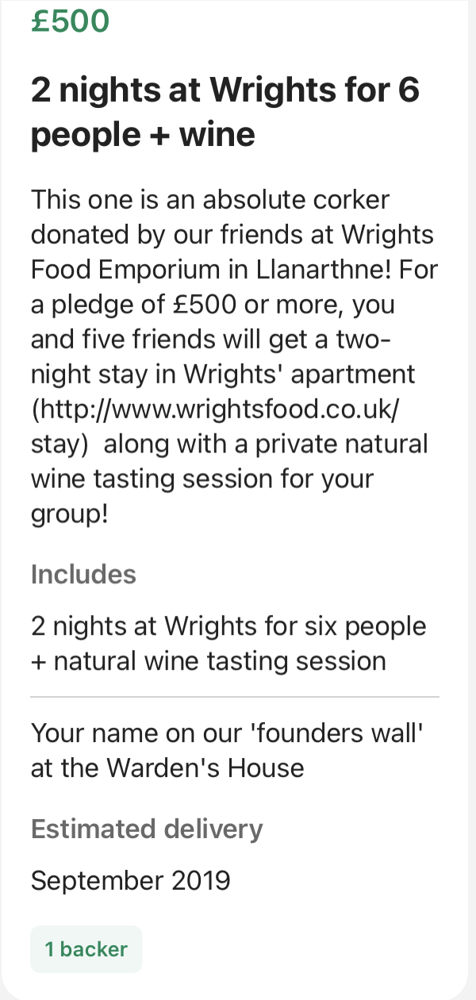 £500
2 nights at Wrights for 6
people + wine
This one is an absolute corker
donated by our friends at Wrights
Food Emporium in Llanarthne! For
a pledge of £500 or more, you
and five friends will get a two-
night stay in Wrights' apartment
(http://www.wrightsfood.co.uk/
stay)  along with a private natural
wine tasting session for your
group!
Includes
2 nights at Wrights for six people
+ natural wine tasting session
Your name on our 'founders wall'
at the Warden's House
Estimated delivery
September 2019
1 backer